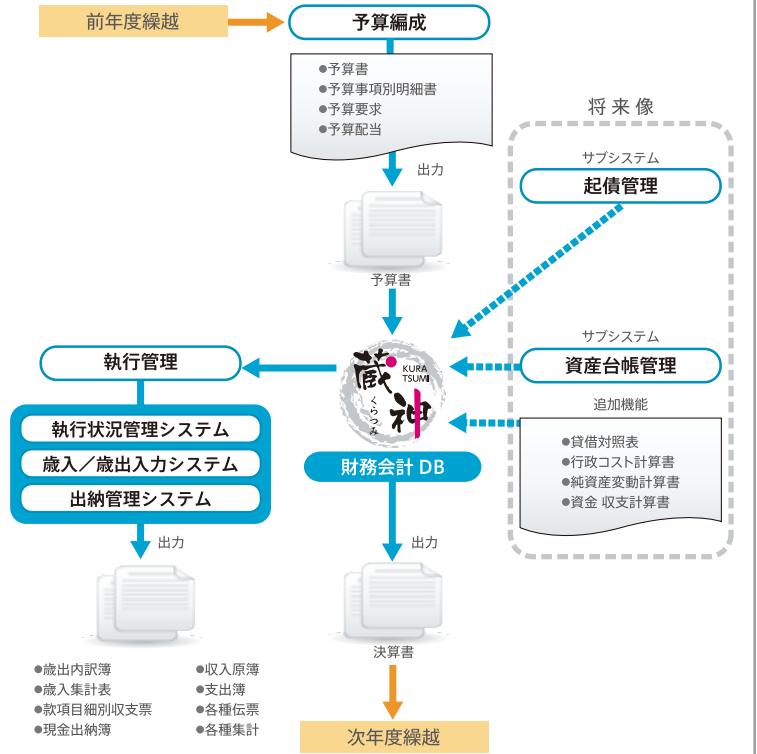 前年度繰越
予算編成
●予算書
●予算事項別明細書
●予算要求
●予算配当
出力
予算書
将来像
サブシステム
起債管理
サブシステム
資産台帳管理
追加機能
●貸借対照表
●行政コスト計算書
●純資産変動計算書
●資金 収支計算書
蔵神
KURA
TSUMI
くらつみ
財務会計 DB
執行管理
執行状況管理システム
歳入／歳出入力システム
出納管理システム
出力
●歳出内訳簿
●歳入集計表
●款項目細別収支票
●現金出納簿
●収入原簿
●支出簿
●各種伝票
●各種集計
出力
決算書
次年度繰越